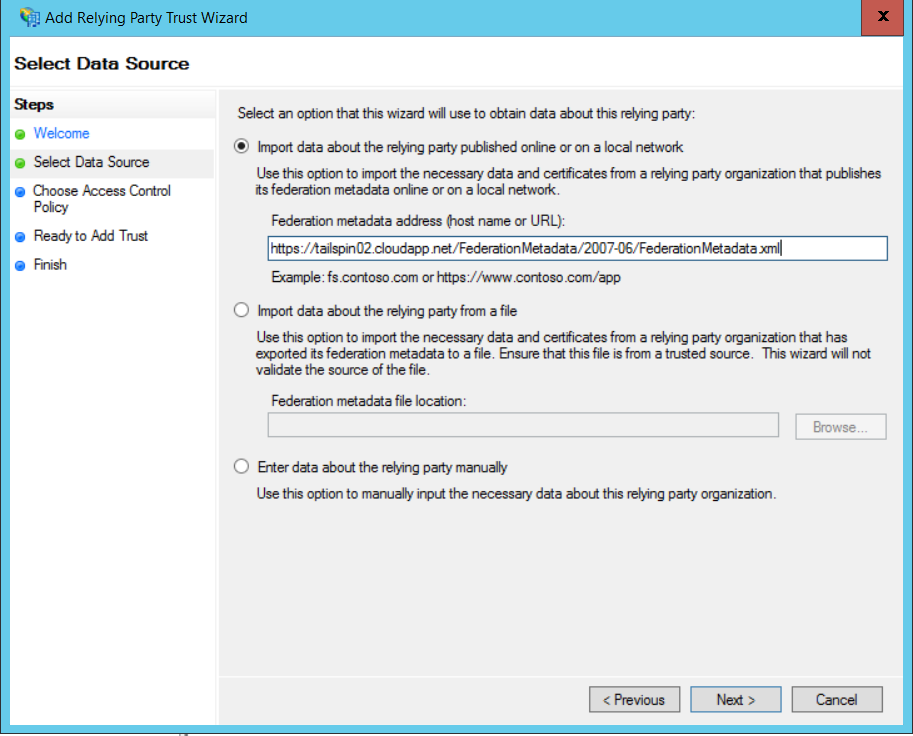 Add Relying Party Trust Wizard
x
Select Data Source
Steps
Welcome
Select Data Source
Choose Access Control
Policy
Ready to Add Trust
Finish
Select an option that this wizard will use to obtain data about this relying party:
Import data about the relying party published online or on a local network
Use this option to import the necessary data and certificates from a relying party organization that publishes
its federation metadata online or on a local network.
Federation metadata address (host name or URL):
https://tailspin02.cloudapp.net/FederationMetadata/2007-06/FederationMetadata.xml
Example: fs.contoso.com or https://www.contoso.com/app
Import data about the relying party from a file
Use this option to import the necessary data and certificates from a relying party organization that has
exported its federation metadata to a file. Ensure that this file is from a trusted source.  This wizard will not
validate the source of the file.
Federation metadata file location:
Browse...
Enter data about the relying party manually
Use this option to manually input the necessary data about this relying party organization.
< Previous
Next >
Cancel